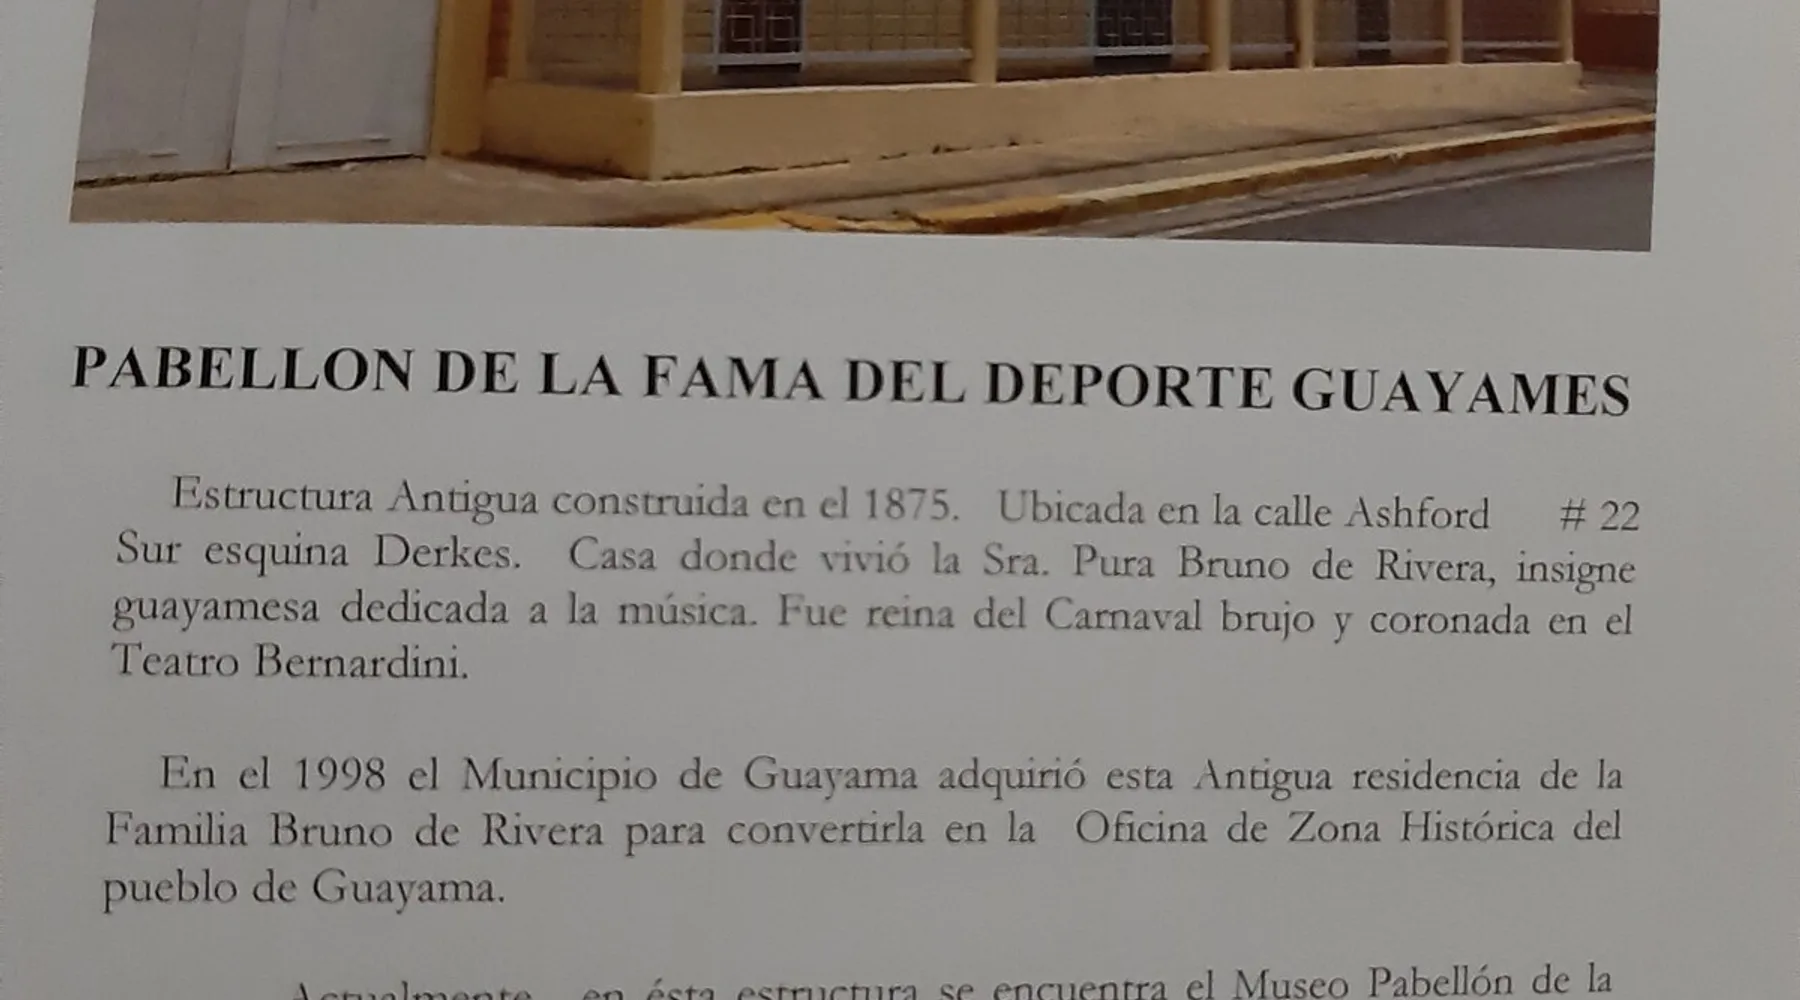 PABELLON DE LA FAMA DEL DEPORTE GUAYAMES
Estructura Antigua construida en el 1875. Ubicada en la calle Ashford # 22
Sur esquina Derkes. Casa donde vivió la Sra. Pura Bruno de Rivera, insigne
guayamesa dedicada a la música. Fue reina del Carnaval brujo y coronada en el
Teatro Bernardini.
En el 1998 el Municipio de Guayama adquirió esta Antigua residencia de la
Familia Bruno de Rivera para convertirla en la Oficina de Zona Histórica del
pueblo de Guayama.
Actualmente en ésta estructura se encuentra el Museo Pabellón de la